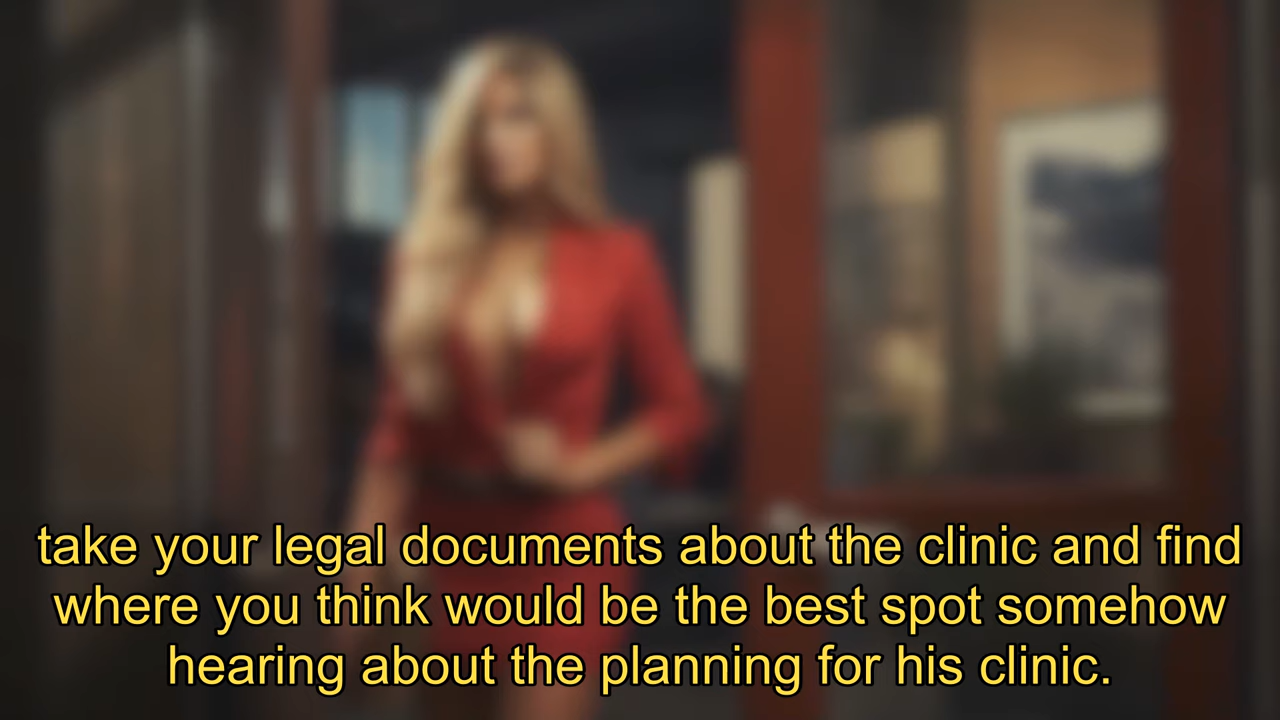 take your legal documents about the clinic and find
where you think would be the best spot somehow
hearing about the planning for his clinic.